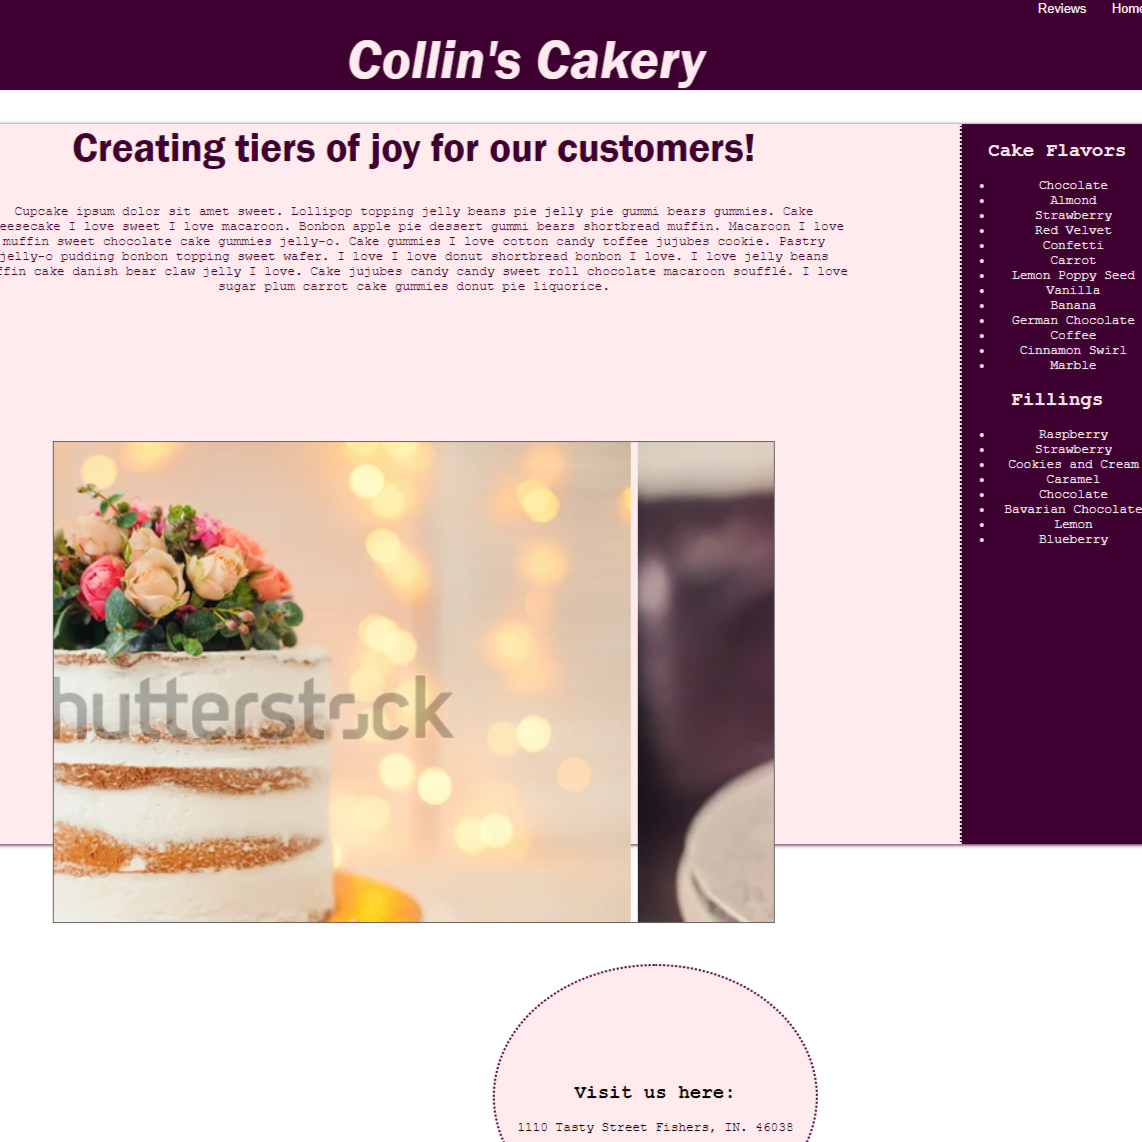 Reviews Home
Collin's Cakery
Creating tiers of joy for our customers!
Cupcake ipsum dolor sit amet sweet. Lollipop topping jelly beans pie jelly pie gummi bears gummies. Cake
eesecake I love sweet I love macaroon. Bonbon apple pie dessert gummi bears shortbread muffin. Macaroon I love
muffin sweet chocolate cake gummies jelly-o. Cake gummies I love cotton candy toffee jujubes cookie. Pastry
jelly-o pudding bonbon topping sweet wafer. I love I love donut shortbread bonbon I love. I love jelly beans
ffin cake danish bear claw jelly I love. Cake jujubes candy candy sweet roll chocolate macaroon soufflé. I love
sugar plum carrot cake gummies donut pie liquorice.
Cake Flavors
Chocolate
Almond
Strawberry
Red Velvet
Confetti
Carrot
Lemon Poppy Seed
Vanilla
Banana
German Chocolate
Coffee
Cinnamon Swirl
Marble
Fillings
Raspberry
Strawberry
Cookies and Cream
Caramel
Chocolate
Bavarian Chocolate
Lemon
Blueberry
hutterstock
Visit us here:
1110 Tasty Street Fishers, IN. 46038